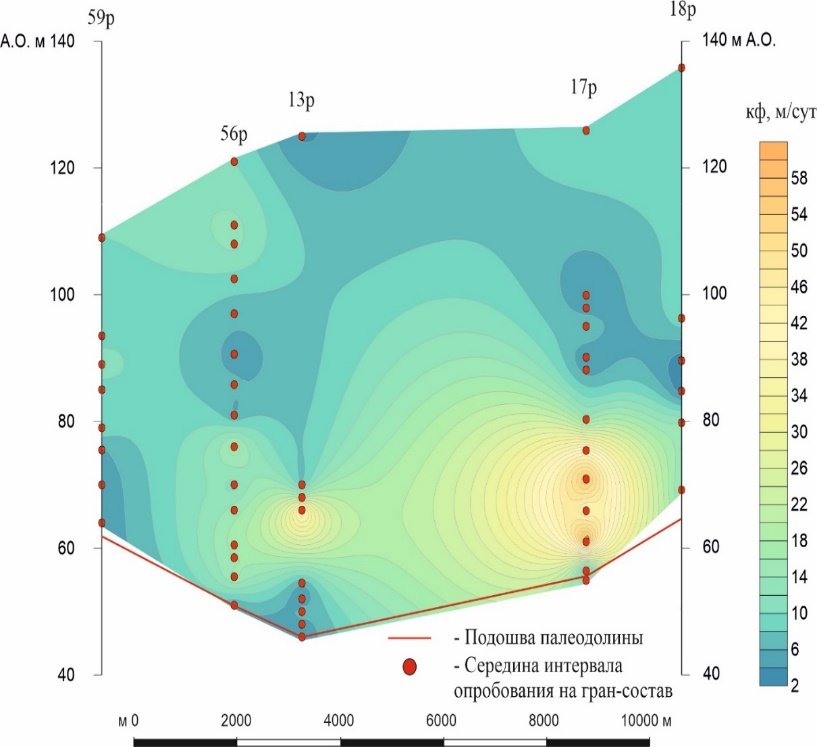 18р
59р
А.О. м 140
140 м А.О.
13р
17р
56р
кф, м/сут
120
120
58
54
50
100
100
46
42
38
34
80
80
30
26
22
18
60
60
14
10
- Подошва палеодолины
6
- Середина интервала
опробования на гран-состав
40
40
2
м 0
2000
4000
6000
8000
10000 м